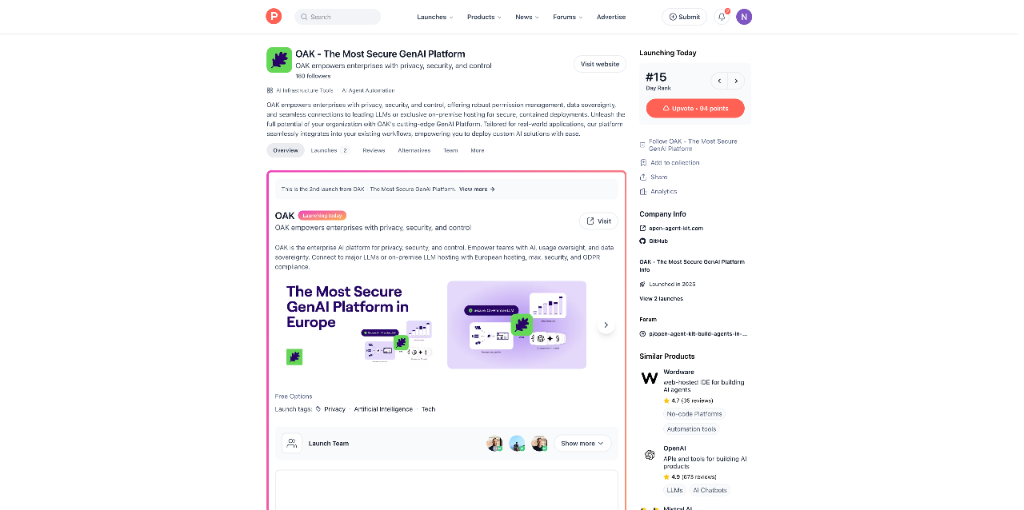 P
Search
Launches
Products
News
Forums
Advertise
Submit
N
OAK - The Most Secure GenAI Platform
OAK empowers enterprises with privacy, security, and control
160 followers
Visit website
AI Infrastructure Tools · AI Agent Automation
OAK empowers enterprises with privacy, security, and control, offering robust permission management, data sovereignty,
and seamless connections to leading LLMs or exclusive on-premise hosting for secure, contained deployments. Unleash the
full potential of your organization with OAK's cutting-edge GenAI Platform. Tailored for real-world applications, our platform
seamlessly integrates into your existing workflows, empowering you to deploy custom AI solutions with ease.
Overview
Launches 2
Reviews
Alternatives
Team
More
This is the 2nd launch from OAK - The Most Secure GenAI Platform. View more →
OAK Launching today
OAK empowers enterprises with privacy, security, and control
Visit
OAK is the enterprise AI platform for privacy, security, and control. Empower teams with AI, usage oversight, and data
sovereignty. Connect to major LLMs or on-premise LLM hosting with European hosting, max. security, and GDPR
compliance.
The Most Secure
GenAI Platform in
Europe
Free Options
Launch tags: Privacy · Artificial Intelligence · Tech
Launch Team
Show more
Launching Today
#15
Day Rank
Upvote • 94 points
Follow OAK - The Most Secure
GenAI Platform
Add to collection
Share
Analytics
Company Info
open-agent-kit.com
GitHub
OAK - The Most Secure GenAI Platform
Info
Launched in 2025
View 2 launches
Forum
p/open-agent-kit-build-agents-in-...
Similar Products
Wordware
web-hosted IDE for building
AI agents
4.7 (35 reviews)
No-code Platforms
Automation tools
OpenAI
APIs and tools for building AI
products
4.9 (673 reviews)
LLMs
AI Chatbots
Mistral AI